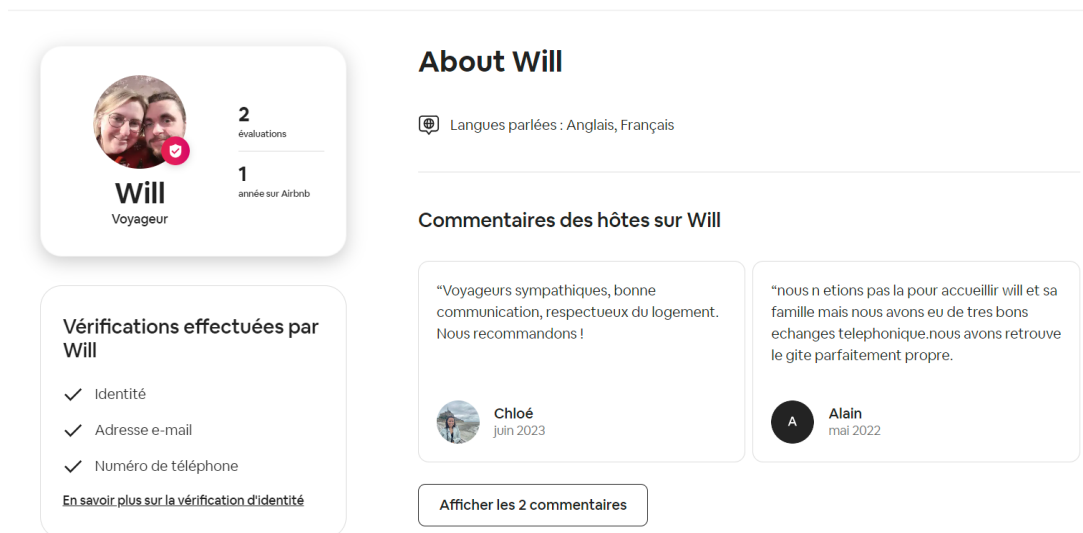 2
évaluations
1
année sur Airbnb
Will
Voyageur
Vérifications effectuées par
Will
Identité
Adresse e-mail
Numéro de téléphone
En savoir plus sur la vérification d'identité
About Will
Langues parlées : Anglais, Français
Commentaires des hôtes sur Will
“Voyageurs sympathiques, bonne
communication, respectueux du logement.
Nous recommandons !
Chloé
juin 2023
“nous n etions pas la pour accueillir will et sa
famille mais nous avons eu de tres bons
echanges telephonique.nous avons retrouve
le gite parfaitement propre.
A
Alain
mai 2022
Afficher les 2 commentaires